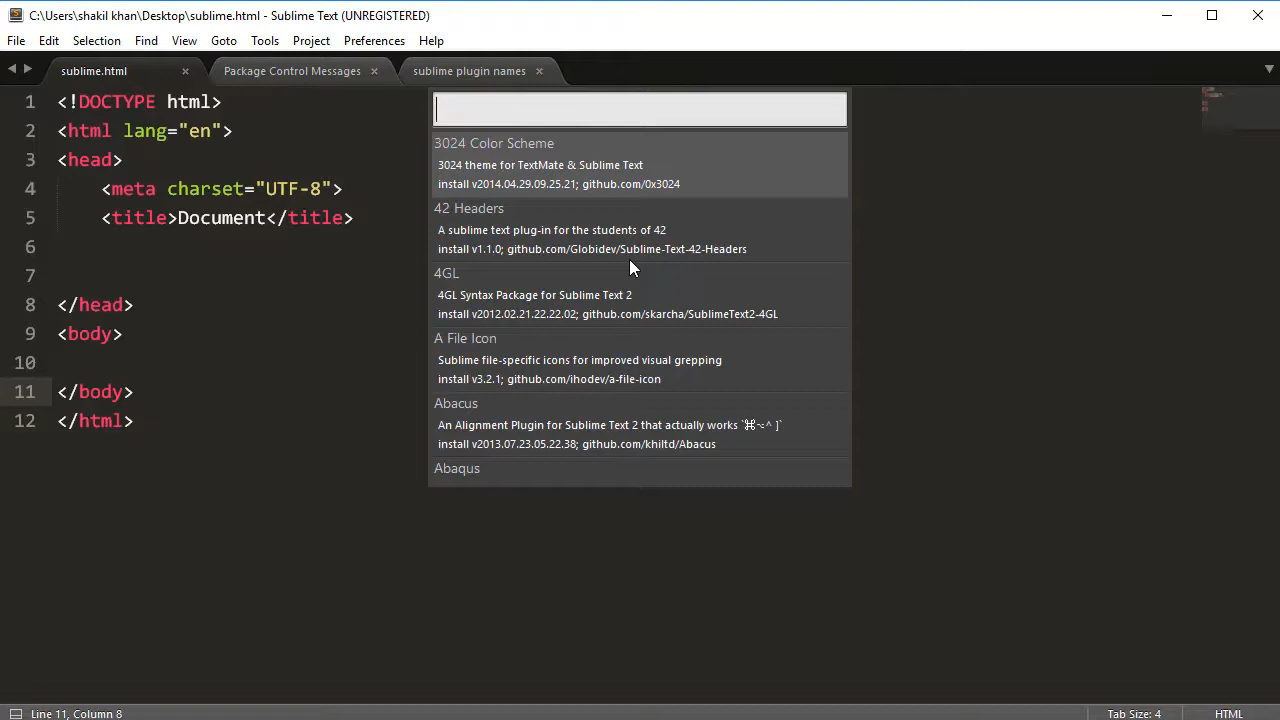 C:\Users\shakil khan\Desktop\sublime.html - Sublime Text (UNREGISTERED)
File Edit Selection Find View Goto Tools Project Preferences Help
sublime.html × Package Control Messages × sublime plugin names ×
1 <!DOCTYPE html>
2 <html lang="en">
3 <head>
4 <meta charset="UTF-8">
5 <title>Document</title>
6
7
8 </head>
9 <body>
10
11 </body>
12 </html>
3024 Color Scheme
3024 theme for TextMate & Sublime Text
install v2014.04.29.09.25.21; github.com/0x3024
42 Headers
A sublime text plug-in for the students of 42
install v1.1.0; github.com/Globidev/Sublime-Text-42-Headers
4GL
4GL Syntax Package for Sublime Text 2
install v2012.02.21.22.22.02; github.com/skarcha/SublimeText2-4GL
A File Icon
Sublime file-specific icons for improved visual grepping
install v3.2.1; github.com/ihodev/a-file-icon
Abacus
An Alignment Plugin for Sublime Text 2 that actually works `⌘⌥^ ]`
install v2013.07.23.05.22.38; github.com/khiltd/Abacus
Abaqus
Line 11, Column 8 Tab Size: 4 HTML